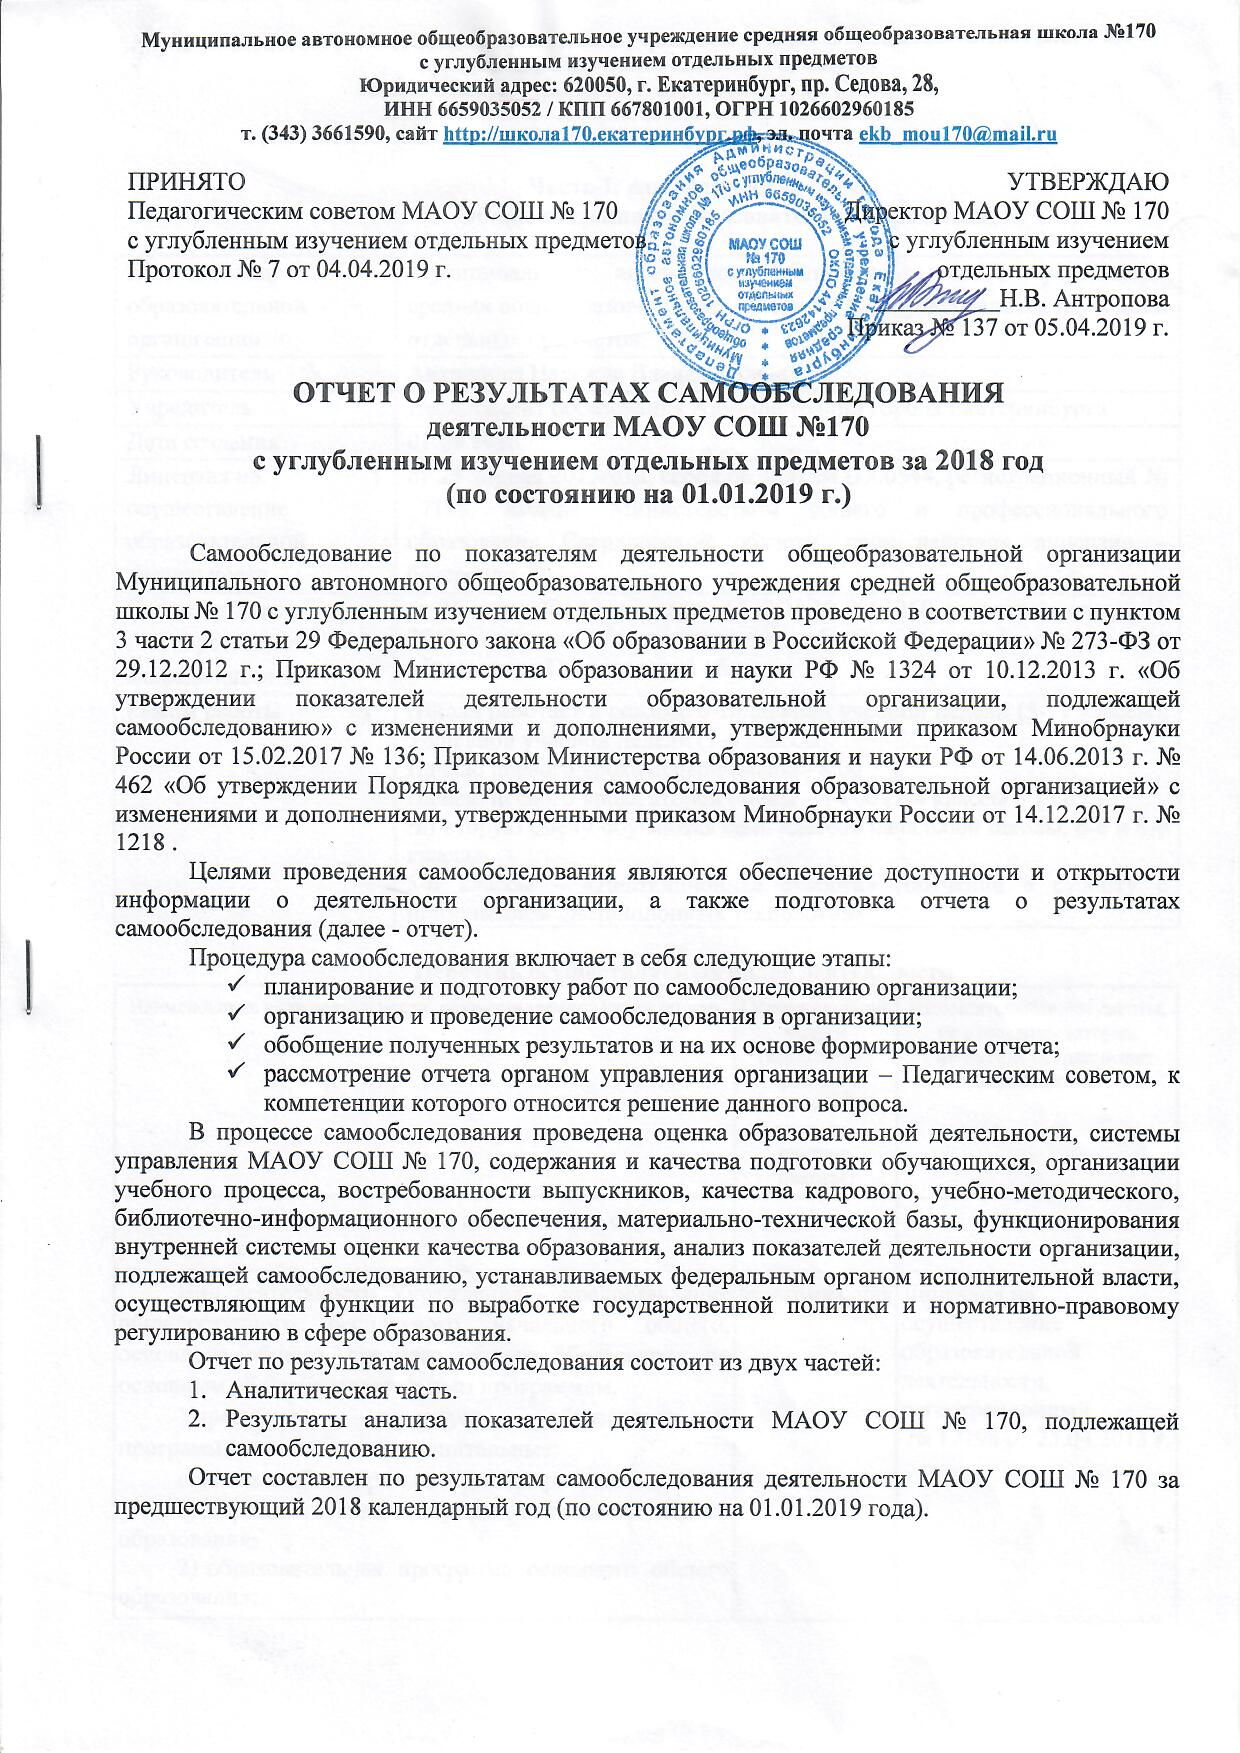 Муниципальное автономное общеобразовательное учреждение средняя общеобразовательная школа №170
с углубленным изучением отдельных предметов
Юридический адрес: 620050, г. Екатеринбург, пр. Седова, 28,
ИНН 6659035052 / КПП 667801001, ОГРН 1026602960185
т. (343) 3661590, сайт http://школа170.екатеринбург.рф, эл. почта ekb_mou170@mail.ru
ПРИНЯТО
Педагогическим советом МАОУ СОШ № 170
с углубленным изучением отдельных предметов
Протокол № 7 от 04.04.2019 г.
УТВЕРЖДАЮ
Директор МАОУ СОШ № 170
с углубленным изучением
отдельных предметов
Н.В. Антропова
Приказ № 137 от 05.04.2019 г.
МАОУ СОШ
№ 170
с углубленным
изучением
отдельных
предметов
ОТЧЕТ О РЕЗУЛЬТАТАХ САМООБСЛЕДОВАНИЯ
деятельности МАОУ СОШ №170
с углубленным изучением отдельных предметов за 2018 год
(по состоянию на 01.01.2019 г.)
Самообследование по показателям деятельности общеобразовательной организации
Муниципального автономного общеобразовательного учреждения средней общеобразовательной
школы № 170 с углубленным изучением отдельных предметов проведено в соответствии с пунктом
3 части 2 статьи 29 Федерального закона «Об образовании в Российской Федерации» № 273-ФЗ от
29.12.2012 г.; Приказом Министерства образовании и науки РФ № 1324 от 10.12.2013 г. «Об
утверждении показателей деятельности образовательной организации, подлежащей
самообследованию» с изменениями и дополнениями, утвержденными приказом Минобрнауки
России от 15.02.2017 № 136; Приказом Министерства образования и науки РФ от 14.06.2013 г. №
462 «Об утверждении Порядка проведения самообследования образовательной организацией» с
изменениями и дополнениями, утвержденными приказом Минобрнауки России от 14.12.2017 г. №
1218 .
Целями проведения самообследования являются обеспечение доступности и открытости
информации о деятельности организации, а также подготовка отчета о результатах
самообследования (далее - отчет).
Процедура самообследования включает в себя следующие этапы:
✓ планирование и подготовку работ по самообследованию организации;
✓ организацию и проведение самообследования в организации;
✓ обобщение полученных результатов и на их основе формирование отчета;
✓ рассмотрение отчета органом управления организации – Педагическим советом, к
компетенции которого относится решение данного вопроса.
В процессе самообследования проведена оценка образовательной деятельности, системы
управления МАОУ СОШ № 170, содержания и качества подготовки обучающихся, организации
учебного процесса, востребованности выпускников, качества кадрового, учебно-методического,
библиотечно-информационного обеспечения, материально-технической базы, функционирования
внутренней системы оценки качества образования, анализ показателей деятельности организации,
подлежащей самообследованию, устанавливаемых федеральным органом исполнительной власти,
осуществляющим функции по выработке государственной политики и нормативно-правовому
регулированию в сфере образования.
Отчет по результатам самообследования состоит из двух частей:
1. Аналитическая часть.
2. Результаты анализа показателей деятельности МАОУ СОШ № 170, подлежащей
самообследованию.
Отчет составлен по результатам самообследования деятельности МАОУ СОШ № 170 за
предшествующий 2018 календарный год (по состоянию на 01.01.2019 года).